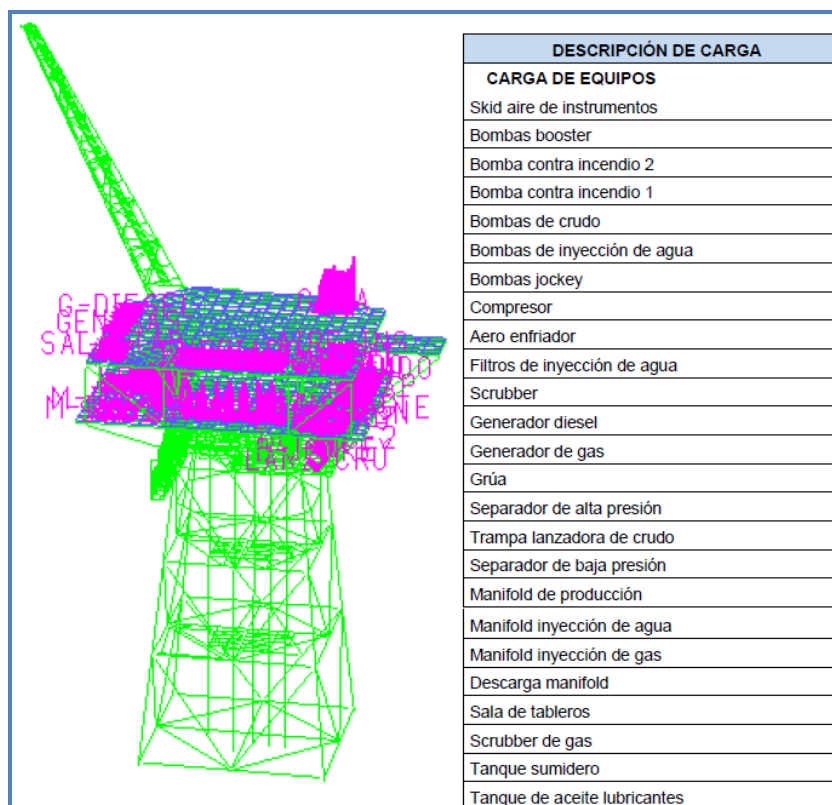 DESCRIPCIÓN DE CARGA
CARGA DE EQUIPOS
Skid aire de instrumentos
Bombas booster
Bomba contra incendio 2
Bomba contra incendio 1
Bombas de crudo
Bombas de inyección de agua
Bombas jockey
Compresor
Aero enfriador
Filtros de inyección de agua
Scrubber
Generador diesel
Generador de gas
Grúa
Separador de alta presión
Trampa lanzadora de crudo
Separador de baja presión
Manifold de producción
Manifold inyección de agua
Manifold inyección de gas
Descarga manifold
Sala de tableros
Scrubber de gas
Tanque sumidero
Tanque de aceite lubricantes